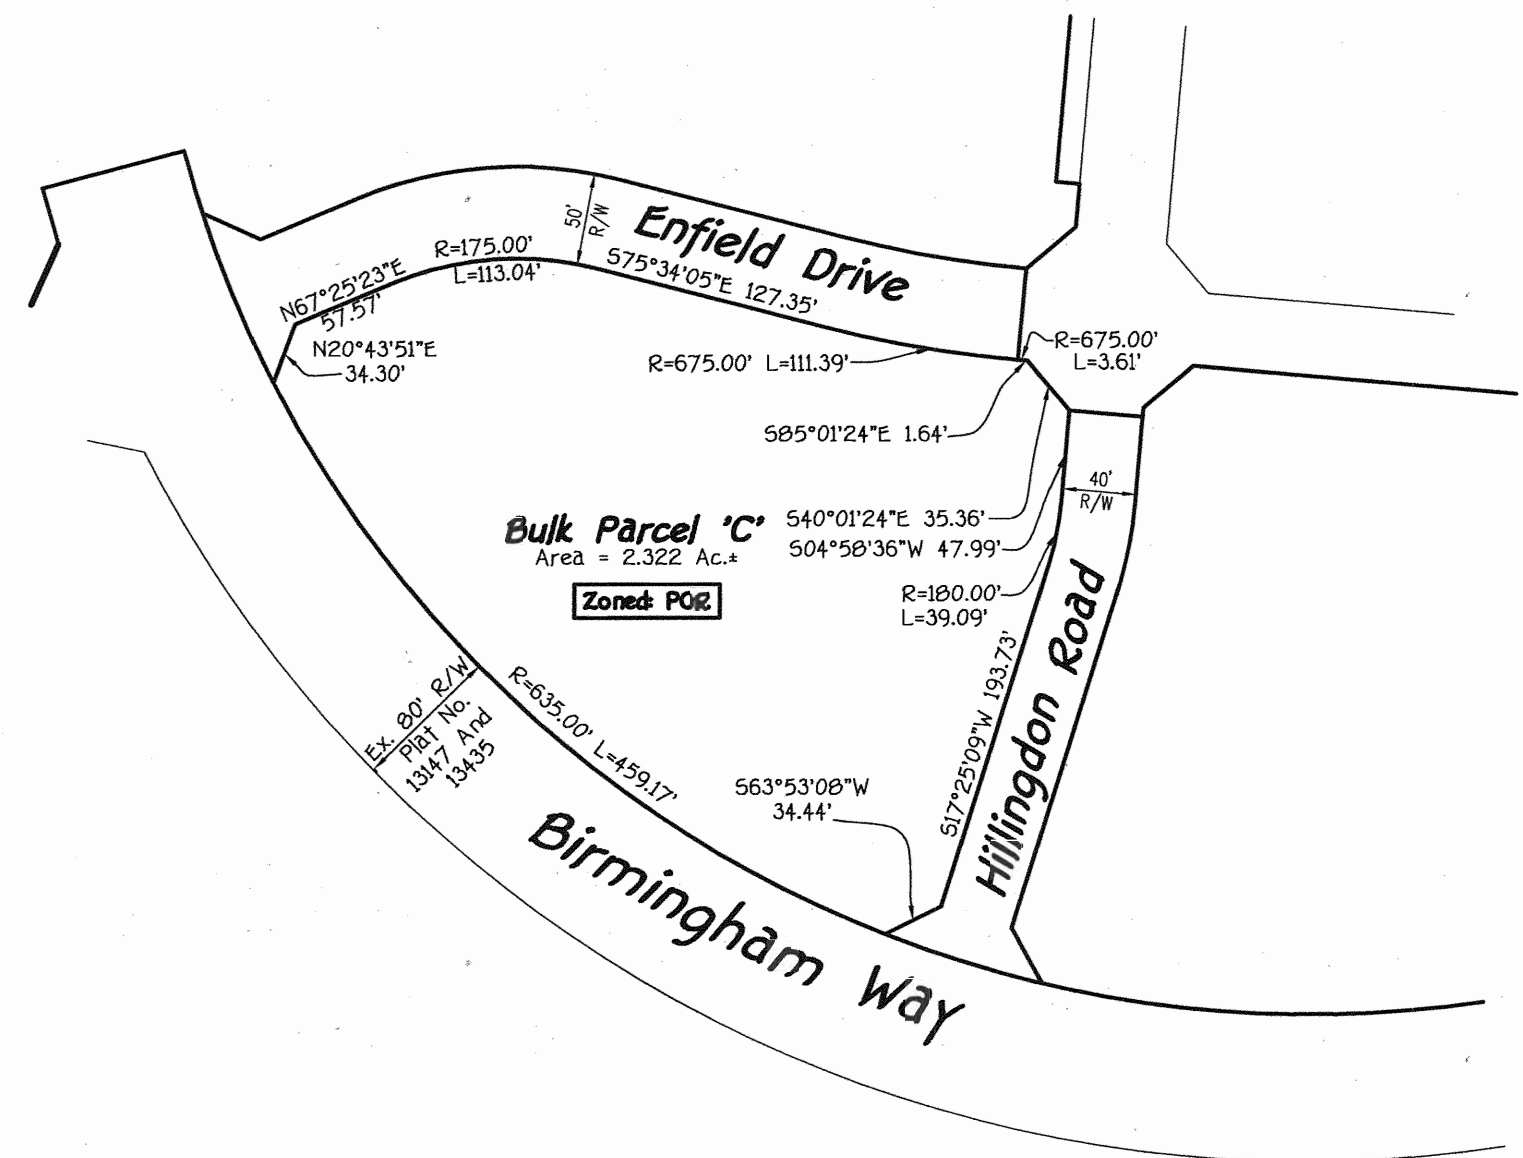 Enfield Drive
50'
R/W
R=175.00'
L=113.04'
N67°25'23"E
57.57'
S75°34'05"E 127.35'
N20°43'51"E
34.30'
R=675.00' L=111.39'
R=675.00'
L=3.61'
S85°01'24"E 1.64'
40'
R/W
Bulk Parcel 'C'
Area = 2.322 Ac.±
Zoned: POR
S40°01'24"E 35.36'
S04°58'36"W 47.99'
R=180.00'
L=39.09'
S17°25'09"W 193.73'
Hillingdon Road
Ex. 80' R/W
Plat No.
13147 And
13435
R=635.00' L=459.17'
S63°53'08"W
34.44'
Birmingham Way